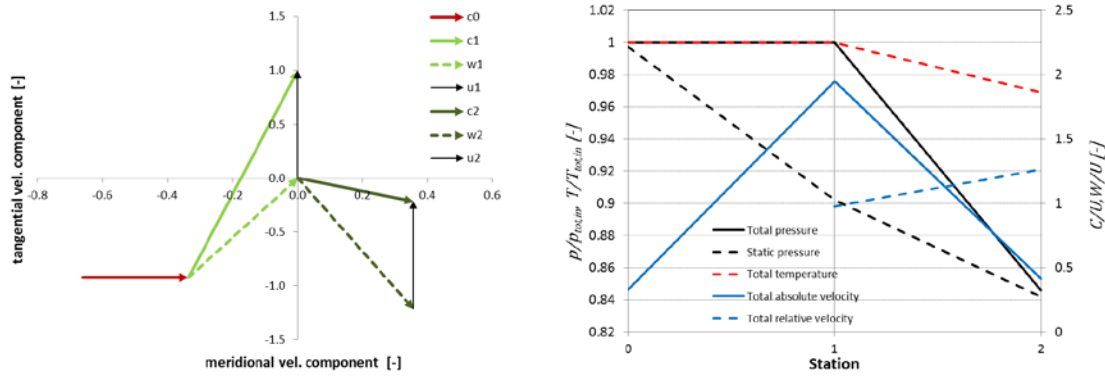 c0
c1
w1
u1
c2
w2
u2
1.5
1.0
0.5
0.0
-0.5
-1.0
-1.5
-0.8
-0.6
-0.4
-0.2
0.0
0.2
0.4
0.6
tangential vel. component [-]
meridional vel. component [-]
1.02
1
0.98
0.96
0.94
0.92
0.9
0.88
0.86
0.84
0.82
p/p_tot,in, T/T_tot,in [-]
2.5
2
1.5
1
0.5
0
C/U,W/U [-]
Total pressure
Static pressure
Total temperature
Total absolute velocity
Total relative velocity
0
1
2
Station